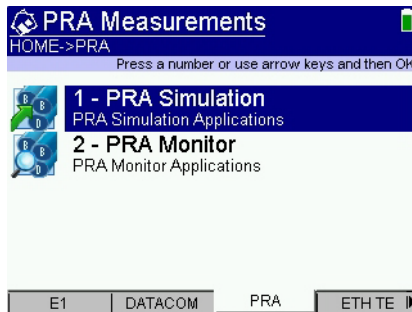 PRA Measurements
HOME->PRA
Press a number or use arrow keys and then OK
1 - PRA Simulation
PRA Simulation Applications
2 - PRA Monitor
PRA Monitor Applications
E1 DATACOM PRA ETH TE